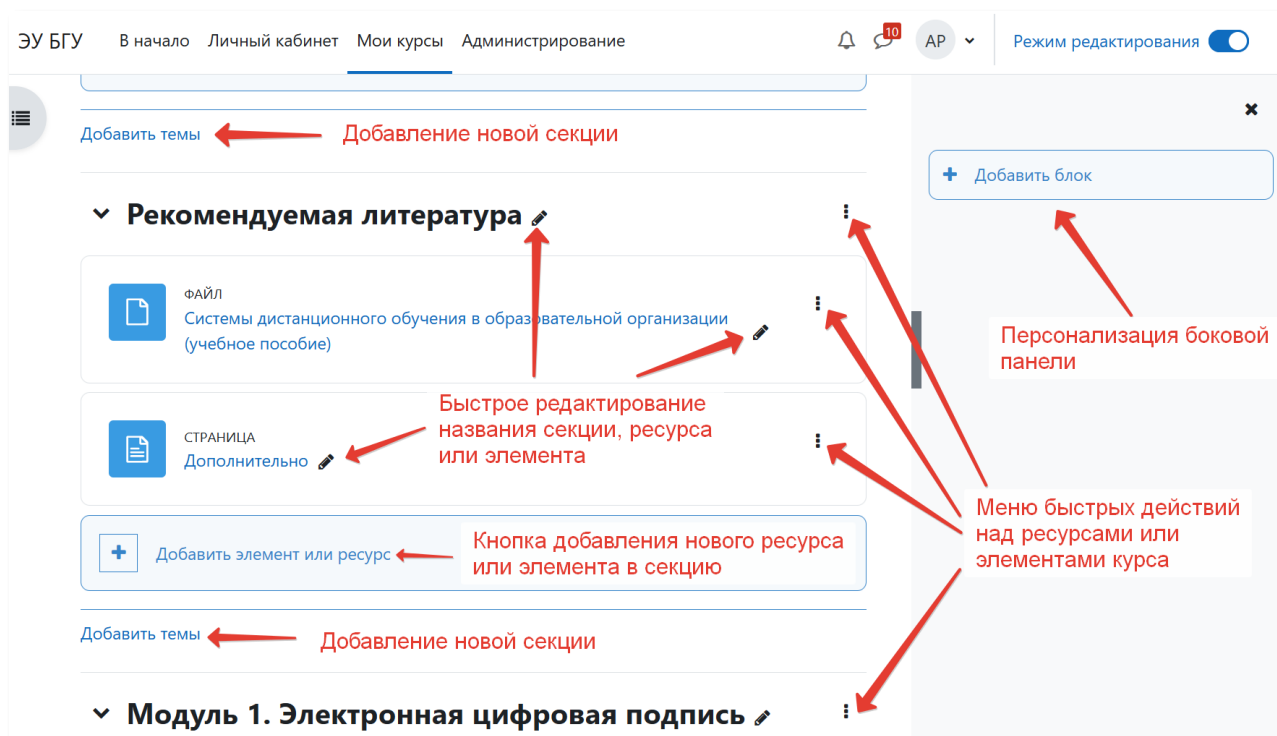 ЭУ БГУ В начало Личный кабинет Мои курсы Администрирование 10 АР Режим редактирования
Добавить темы Добавление новой секции
Добавить блок
Рекомендуемая литература
ФАЙЛ
Системы дистанционного обучения в образовательной организации
(учебное пособие)
Персонализация боковой
панели
Быстрое редактирование
названия секции, ресурса
или элемента
СТРАНИЦА
Дополнительно
Меню быстрых действий
над ресурсами или
элементами курса
Добавить элемент или ресурс
Кнопка добавления нового ресурса
или элемента в секцию
Добавить темы Добавление новой секции
Модуль 1. Электронная цифровая подпись